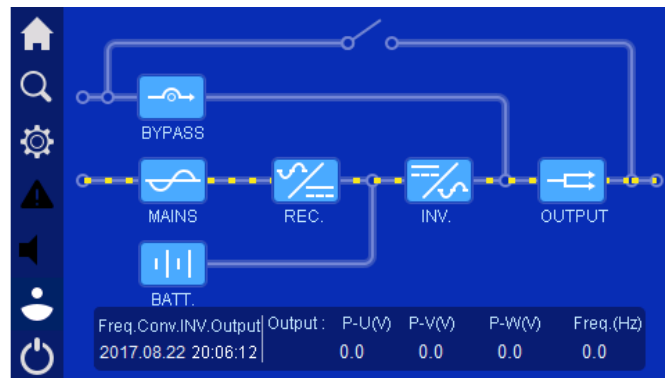 BYPASS
MAINS REC. INV. OUTPUT
BATT.
Freq.Conv.INV.Output Output : P-U(V) P-V(V) P-W(V) Freq.(Hz)
2017.08.22 20:06:12 0.0 0.0 0.0 0.0